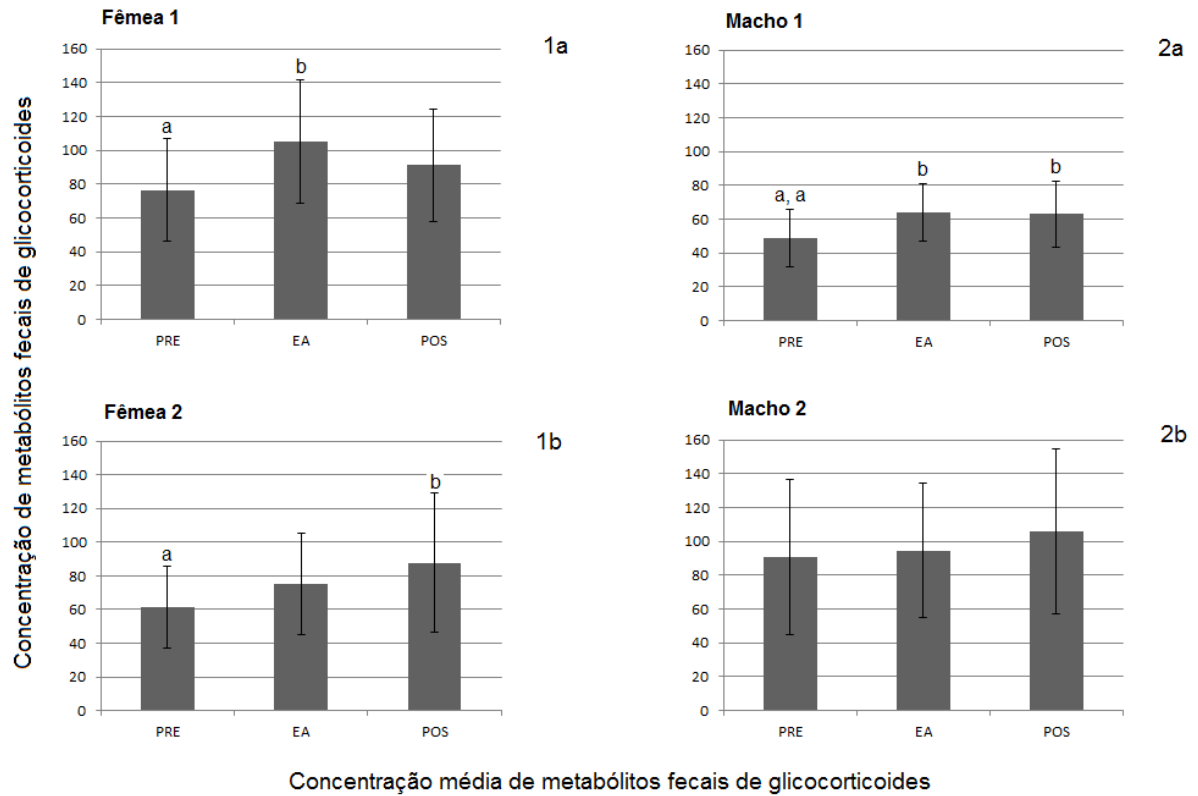 Concentração de metabólitos fecais de glicocorticoides
Fêmea 1
1a
160
140
120
100
80
60
40
20
0
a
b
PRE
EA
POS
Macho 1
2a
160
140
120
100
80
60
40
20
0
a, a
b
b
PRE
EA
POS
Fêmea 2
1b
160
140
120
100
80
60
40
20
0
a
b
PRE
EA
POS
Macho 2
2b
160
140
120
100
80
60
40
20
0
PRE
EA
POS
Concentração média de metabólitos fecais de glicocorticoides